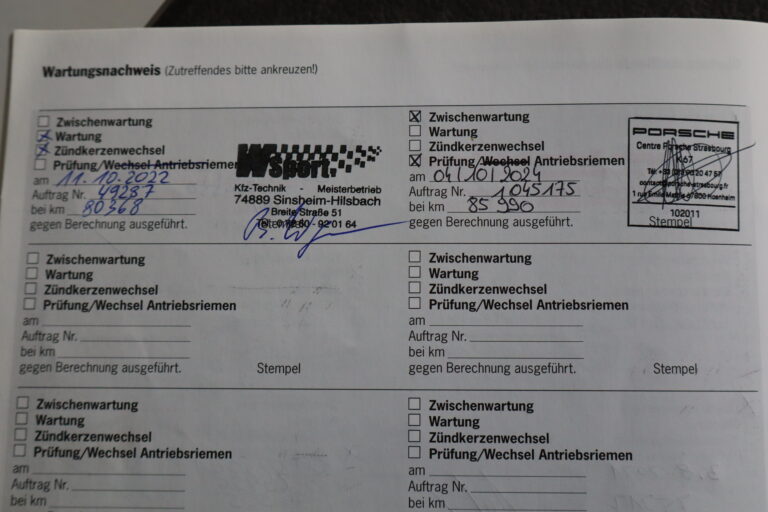 Wartungsnachweis (Zutreffendes bitte ankreuzen!)
Zwischenwartung
Wartung
Zündkerzenwechsel
Prüfung/Wechsel Antriebsriemen
am 11.10.2022
Auftrag Nr. 49287
bei km 80368
gegen Berechnung ausgeführt.
W sport.
Kfz-Technik - Meisterbetrieb
74889 Sinsheim-Hilsbach
Breite Straße 51
Zwischenwartung
Wartung
Zündkerzenwechsel
Prüfung/Wechsel Antriebsriemen
am 04/10/2024
Auftrag Nr. 1045175
bei km 85990
gegen Berechnung ausgeführt.
Stempel
PORSCHE
Centre Porsche Strasbourg
K67
102011
Zwischenwartung
Wartung
Zündkerzenwechsel
Prüfung/Wechsel Antriebsriemen
am
Auftrag Nr.
bei km
gegen Berechnung ausgeführt. Stempel
Zwischenwartung
Wartung
Zündkerzenwechsel
Prüfung/Wechsel Antriebsriemen
am
Auftrag Nr.
bei km
gegen Berechnung ausgeführt. Stempel
Zwischenwartung
Wartung
Zündkerzenwechsel
Prüfung/Wechsel Antriebsriemen
am
Auftrag Nr.
bei km
Zwischenwartung
Wartung
Zündkerzenwechsel
Prüfung/Wechsel Antriebsriemen
am
Auftrag Nr.
bei km